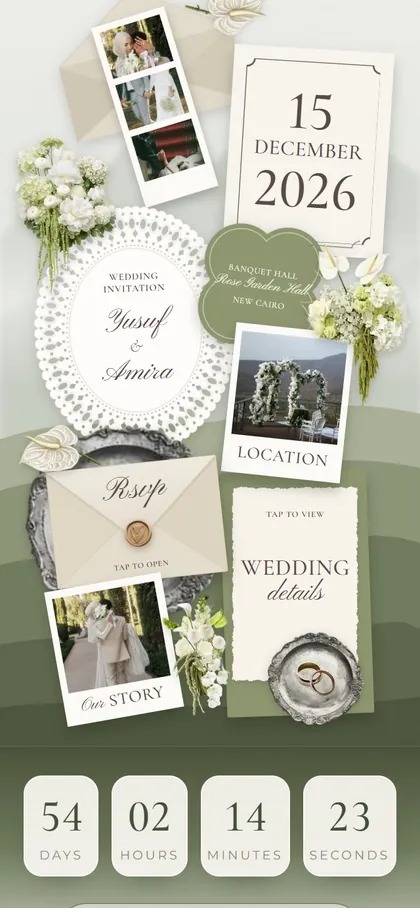 15
DECEMBER
2026
BANQUET HALL
Rose Garden Hall
NEW CAIRO
WEDDING
INVITATION
Yusuf
&
Amira
LOCATION
Rsvp
TAP TO OPEN
TAP TO VIEW
WEDDING
details
Our STORY
54
DAYS
02
HOURS
14
MINUTES
23
SECONDS